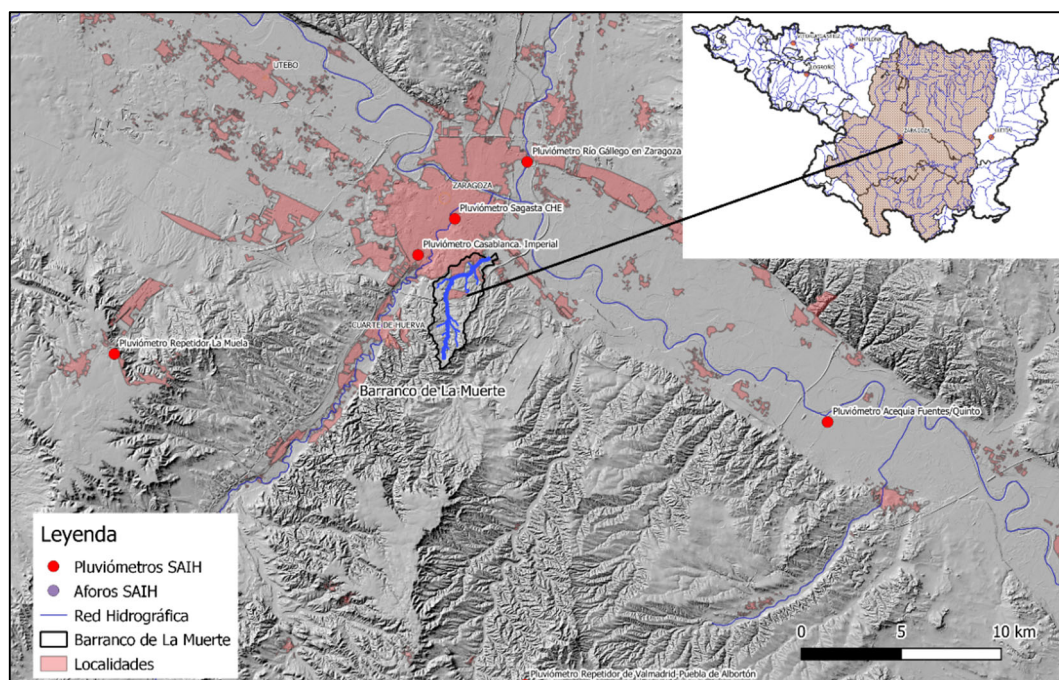 UTEBO
Pluviómetro Río Gállego en Zaragoza
ZARAGOZA
Pluviómetro Sagasta CHE
Pluviómetro Casablanca. Imperial
CUARTE DE HUERVA
Pluviómetro Repetidor La Muela
Barranco de La Muerte
Pluviómetro Acequia Fuentes/Quinto
Leyenda
Pluviómetros SAIH
Aforos SAIH
Red Hidrográfica
Barranco de La Muerte
Localidades
0 5 10 km
Pluviómetro Repetidor de Valmadrid-Puebla de Albortón